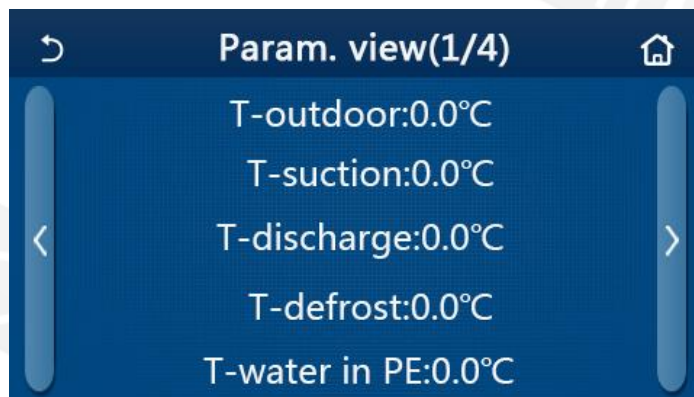 Param. view(1/4)
T-outdoor:0.0℃
T-suction:0.0℃
T-discharge:0.0℃
T-defrost:0.0℃
T-water in PE:0.0℃